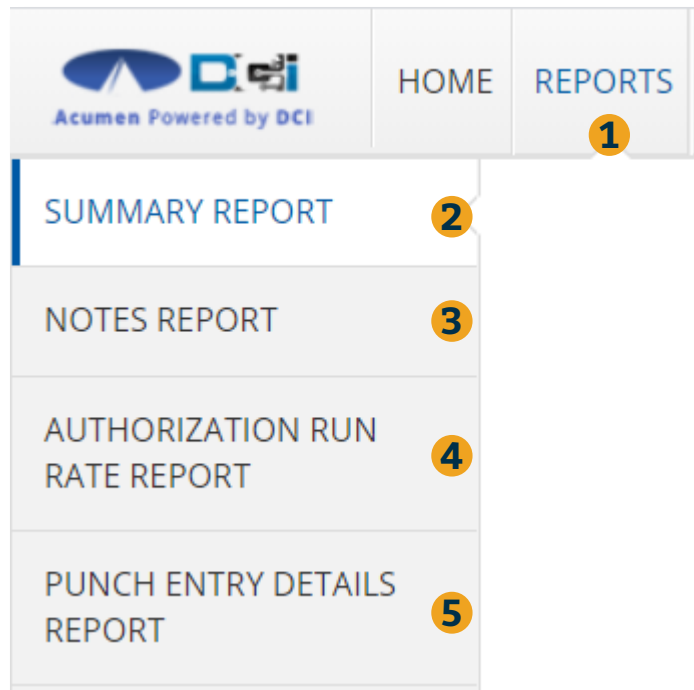 DCI
Acumen Powered by DCI
HOME
REPORTS
1
SUMMARY REPORT
2
NOTES REPORT
3
AUTHORIZATION RUN
RATE REPORT
4
PUNCH ENTRY DETAILS
REPORT
5